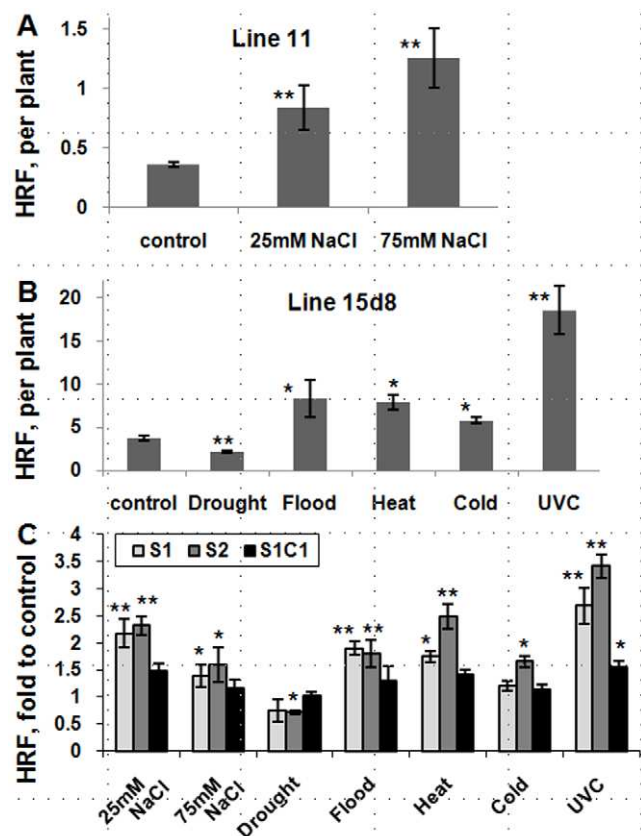 A
Line 11
HRF, per plant
1.5
1
0.5
0
**
**
control 25mM NaCl 75mM NaCl
B
Line 15d8
HRF, per plant
20
15
10
5
0
**
*
*
*
**
control Drought Flood Heat Cold UVC
C
S1 S2 S1C1
HRF, fold to control
4
3.5
3
2.5
2
1.5
1
0.5
0
** **
* *
*
** **
* **
*
** ** *
25mM NaCl
75mM NaCl
Drought
Flood
Heat
Cold
UVC